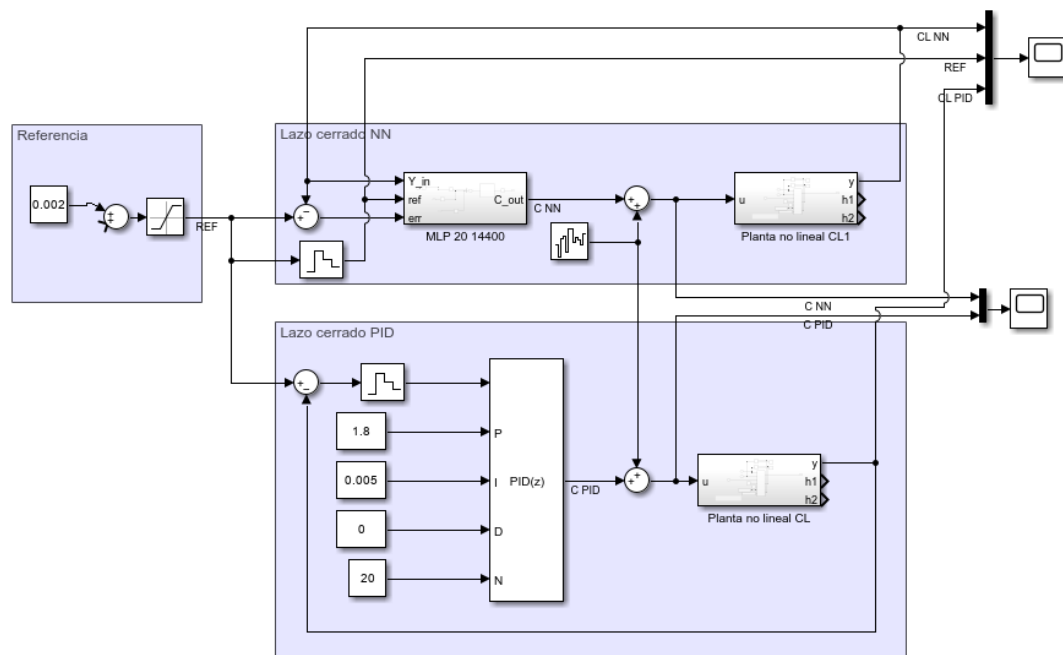 CL NN
REF
CL PID
Referencia
0.002
REF
Lazo cerrado NN
Y_in
ref
err
C_out
MLP 20 14400
C NN
u
y
h1
h2
Planta no lineal CL1
C NN
C PID
Lazo cerrado PID
1.8
0.005
0
20
P
I
D
N
PID(z)
C PID
u
y
h1
h2
Planta no lineal CL